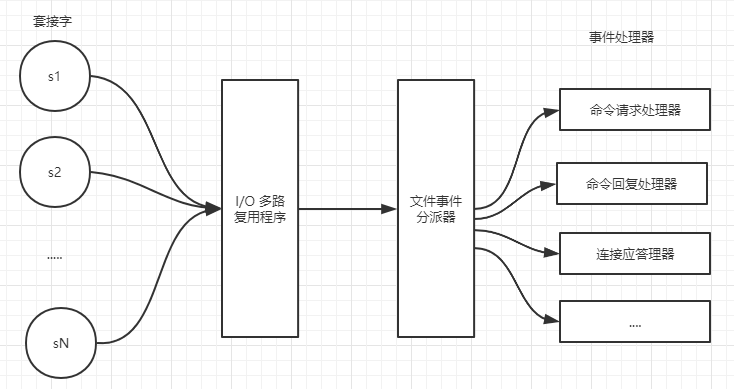 套接字
事件处理器
s1
s2
.....
sN
I/O 多路
复用程序
文件事件
分派器
命令请求处理器
命令回复处理器
连接应答理器
....